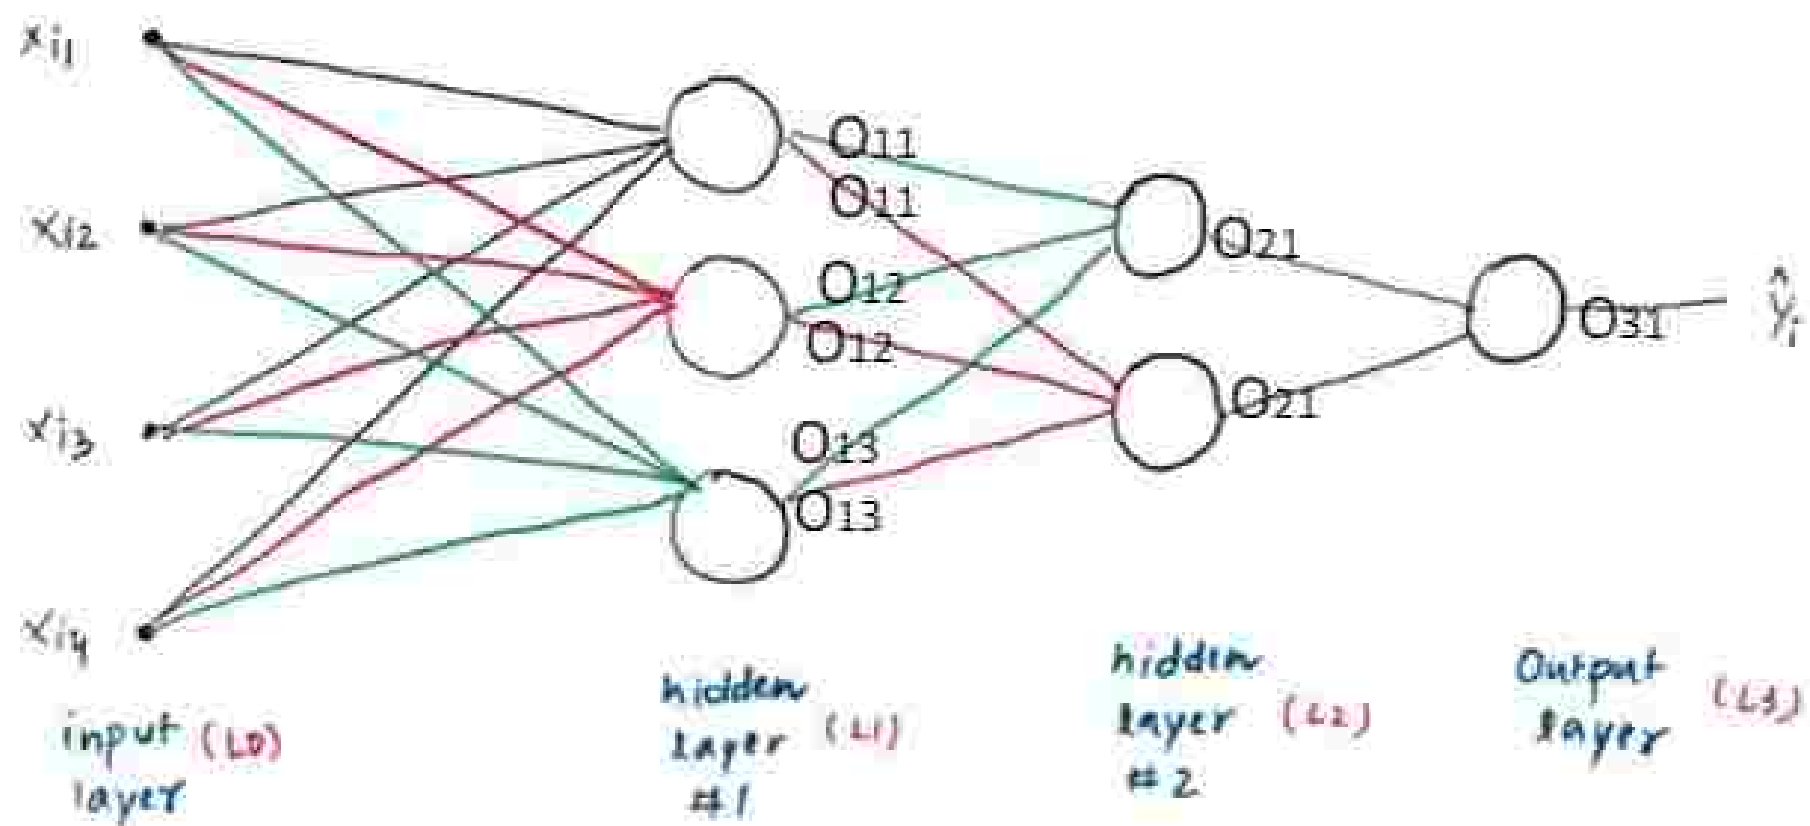 xi1
xi2
xi3
xi4
O11
O11
O12
O12
O13
O13
O21
O21
O31
ŷi
input (L0)
layer
hidden
layer (L1)
#1
hidden
layer (L2)
#2
Output (L3)
layer